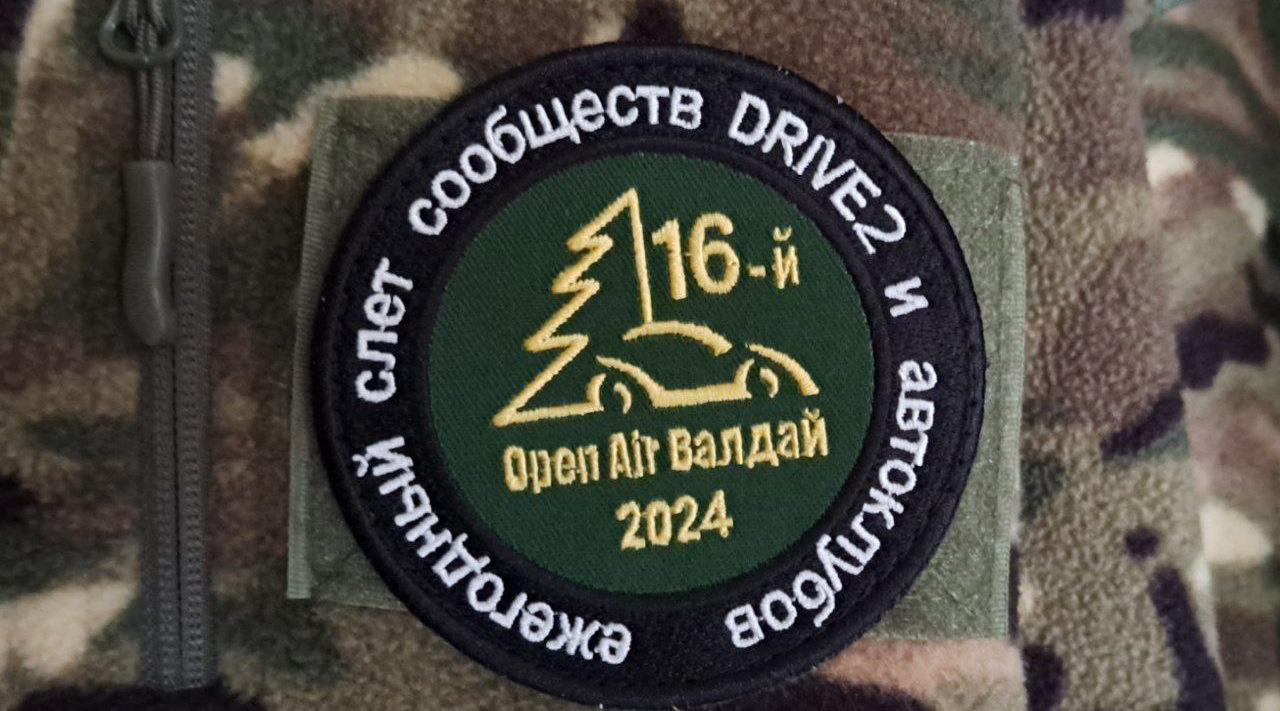 ежегодный слет сообществ DRIVE2 и автоклубов
16-й
Open Air Валдай
2024